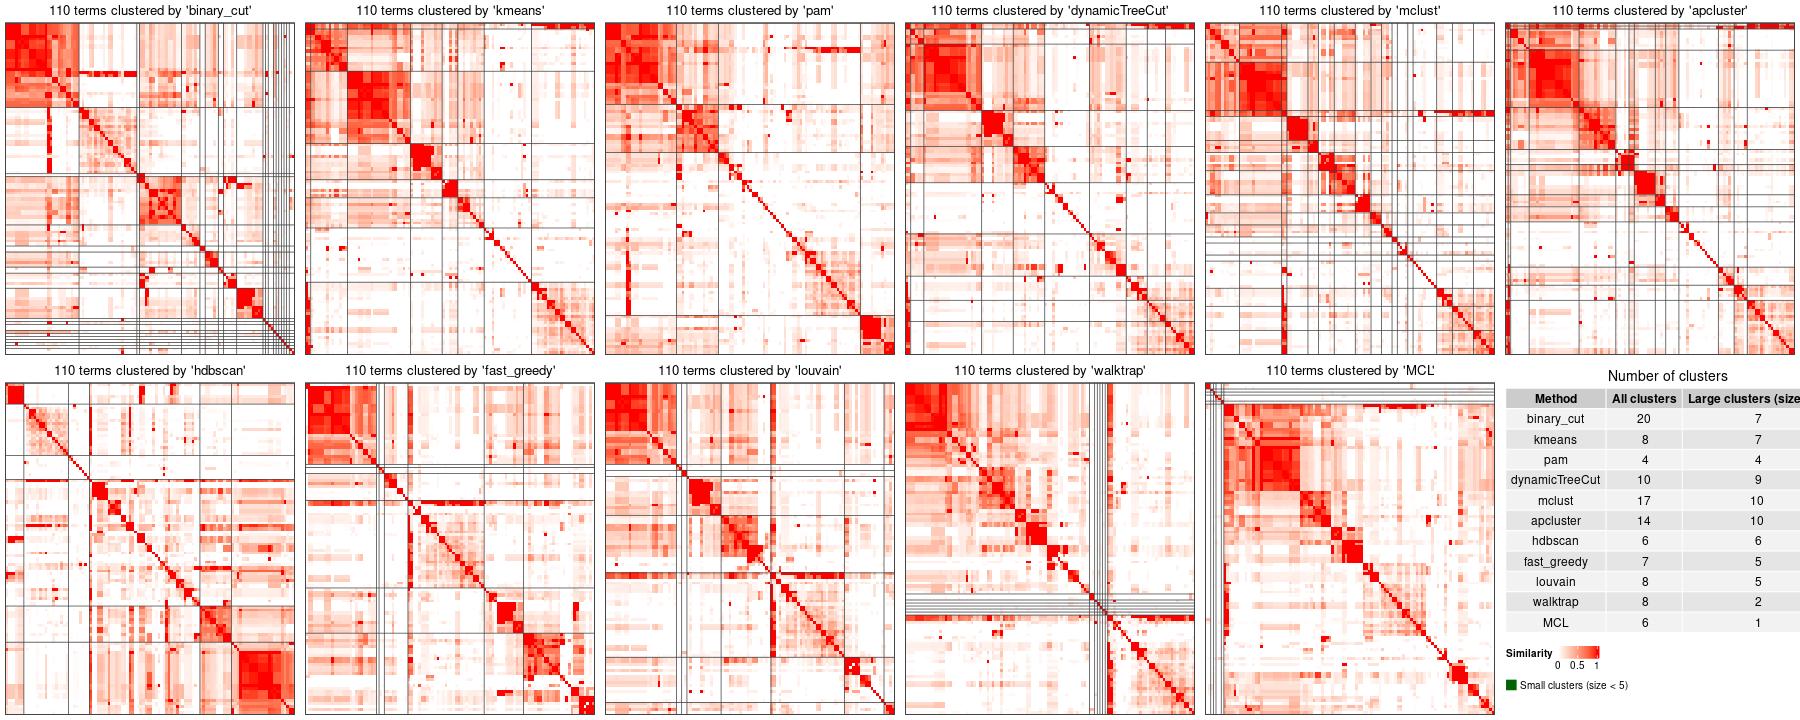 110 terms clustered by 'binary_cut'
110 terms clustered by 'kmeans'
110 terms clustered by 'pam'
110 terms clustered by 'dynamicTreeCut'
110 terms clustered by 'mclust'
110 terms clustered by 'apcluster'
110 terms clustered by 'hdbscan'
110 terms clustered by 'fast_greedy'
110 terms clustered by 'louvain'
110 terms clustered by 'walktrap'
110 terms clustered by 'MCL'
Number of clusters
Method All clusters Large clusters (size
binary_cut 20 7
kmeans 8 7
pam 4 4
dynamicTreeCut 10 9
mclust 17 10
apcluster 14 10
hdbscan 6 6
fast_greedy 7 5
louvain 8 5
walktrap 8 2
MCL 6 1
Similarity
0 0.5 1
Small clusters (size < 5)